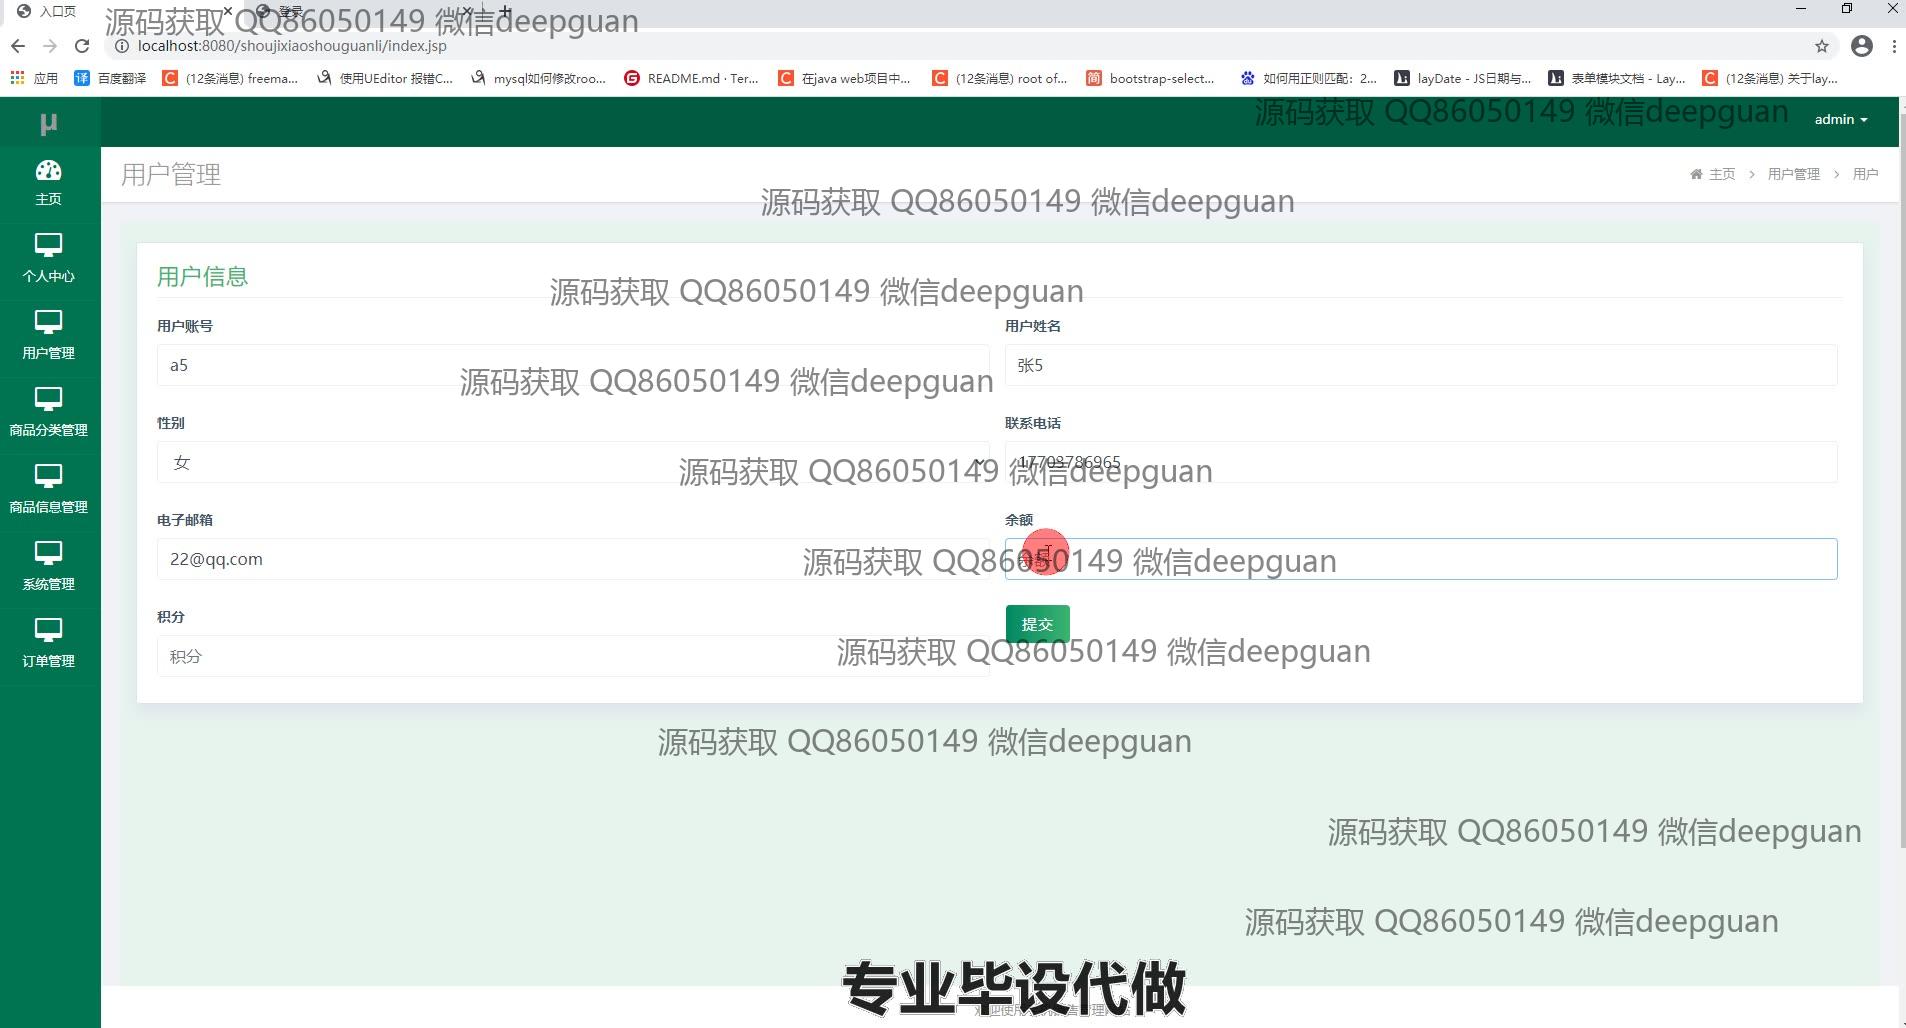 入口页
登录
源码获取 QQ86050149 微信deepguan
localhost:8080/shoujixiaoshouguanli/index.jsp
应用
百度翻译
(12条消息) freema...
使用UEditor 报错C...
mysql如何修改roo...
README.md · Ter...
在java web项目中...
(12条消息) root of...
bootstrap-select...
如何用正则匹配：2...
layDate - JS日期与...
表单模块文档 - Lay...
(12条消息) 关于lay...
源码获取 QQ86050149 微信deepguan
admin
μ
主页
个人中心
用户管理
商品分类管理
商品信息管理
系统管理
订单管理
用户管理
主页 > 用户管理 > 用户
源码获取 QQ86050149 微信deepguan
用户信息
源码获取 QQ86050149 微信deepguan
用户账号
用户姓名
a5
张5
源码获取 QQ86050149 微信deepguan
性别
联系电话
女
17703786965
源码获取 QQ86050149 微信deepguan
电子邮箱
余额
22@qq.com
余额
源码获取 QQ86050149 微信deepguan
积分
提交
积分
源码获取 QQ86050149 微信deepguan
源码获取 QQ86050149 微信deepguan
源码获取 QQ86050149 微信deepguan
源码获取 QQ86050149 微信deepguan
专业毕设代做